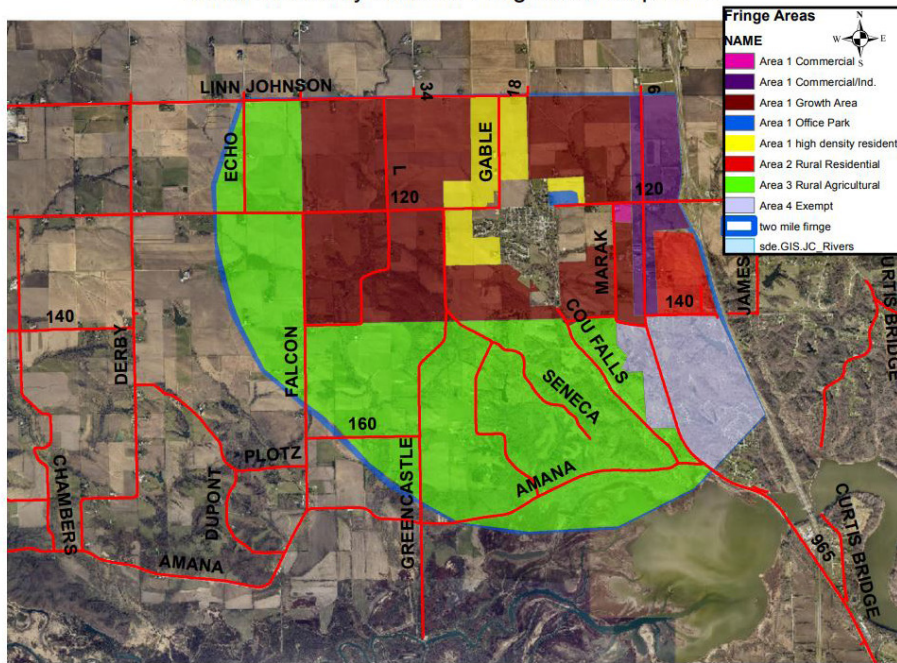 Fringe Areas
NAME
N
W E
S
Area 1 Commercial
Area 1 Commercial/Ind.
Area 1 Growth Area
Area 1 Office Park
Area 1 high density resident
Area 2 Rural Residential
Area 3 Rural Agricultural
Area 4 Exempt
two mile firnge
sde.GIS.JC_Rivers
LINN JOHNSON
34
18
9
ECHO
GABLE
L
120
120
MARAK
140
140
JAMES
CURTIS BRIDGE
DERBY
FALCON
COU FALLS
SENECA
160
PLOTZ
GREENCASTLE
AMANA
CHAMBERS
DUPONT
AMANA
965
CURTIS BRIDGE